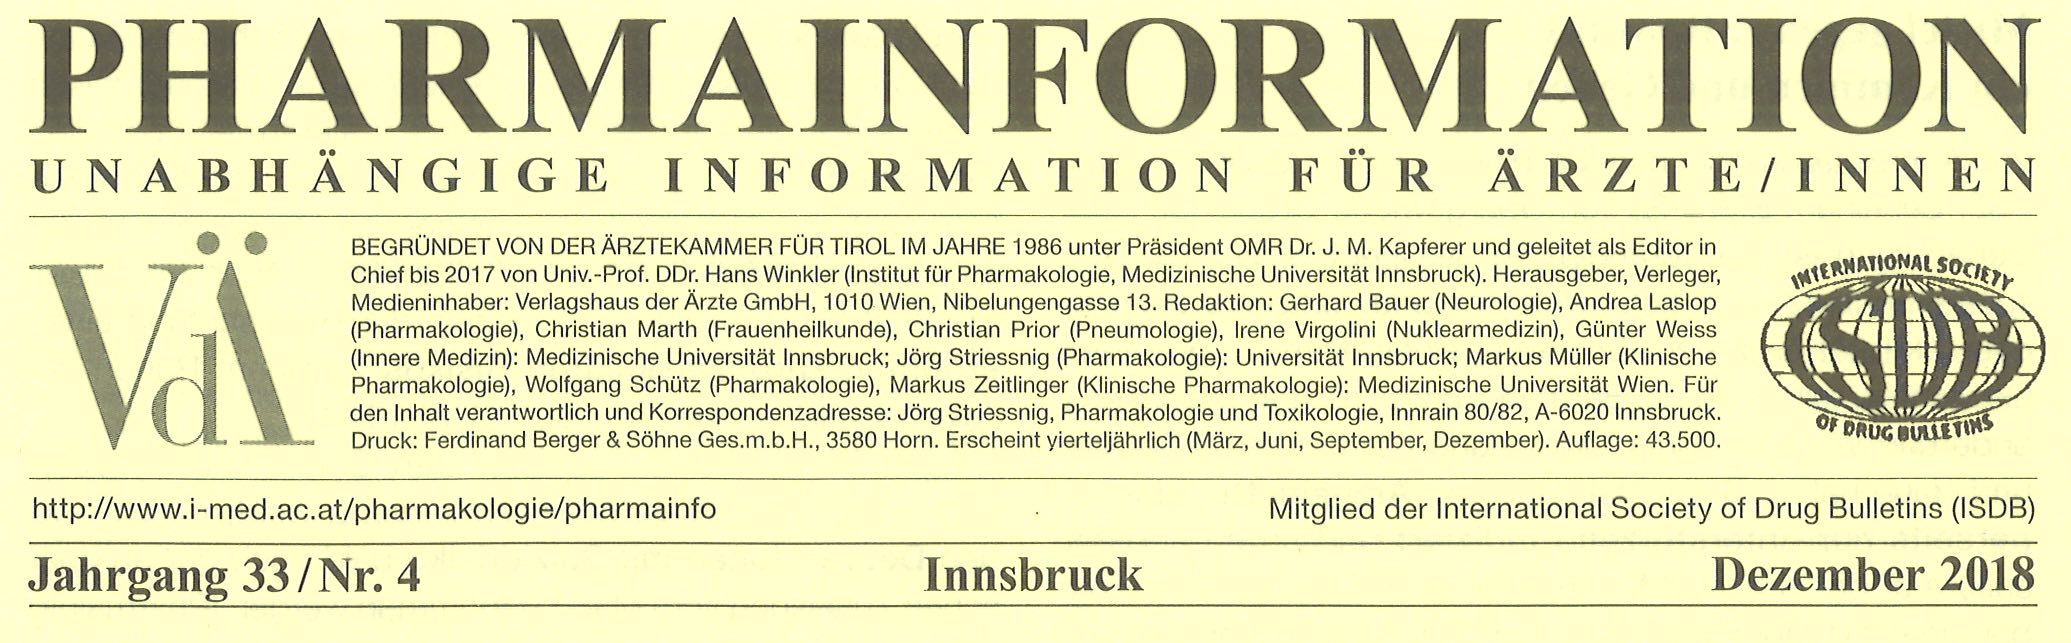 PHARMAINFORMATION
UNABHÄNGIGE INFORMATION FÜR ÄRZTE/INNEN
VdÄ
BEGRÜNDET VON DER ÄRZTEKAMMER FÜR TIROL IM JAHRE 1986 unter Präsident OMR Dr. J. M. Kapferer und geleitet als Editor in
Chief bis 2017 von Univ.-Prof. DDr. Hans Winkler (Institut für Pharmakologie, Medizinische Universität Innsbruck). Herausgeber, Verleger,
Medieninhaber: Verlagshaus der Ärzte GmbH, 1010 Wien, Nibelungengasse 13. Redaktion: Gerhard Bauer (Neurologie), Andrea Laslop
(Pharmakologie), Christian Marth (Frauenheilkunde), Christian Prior (Pneumologie), Irene Virgolini (Nuklearmedizin), Günter Weiss
(Innere Medizin): Medizinische Universität Innsbruck; Jörg Striessnig (Pharmakologie): Universität Innsbruck; Markus Müller (Klinische
Pharmakologie), Wolfgang Schütz (Pharmakologie), Markus Zeitlinger (Klinische Pharmakologie): Medizinische Universität Wien. Für
den Inhalt verantwortlich und Korrespondenzadresse: Jörg Striessnig, Pharmakologie und Toxikologie, Innrain 80/82, A-6020 Innsbruck.
Druck: Ferdinand Berger & Söhne Ges.m.b.H., 3580 Horn. Erscheint yierteljährlich (März, Juni, September, Dezember). Auflage: 43.500.
INTERNATIONAL SOCIETY
ISDB
OF DRUG BULLETINS
http://www.i-med.ac.at/pharmakologie/pharmainfo
Mitglied der International Society of Drug Bulletins (ISDB)
Jahrgang 33/Nr. 4
Innsbruck
Dezember 2018